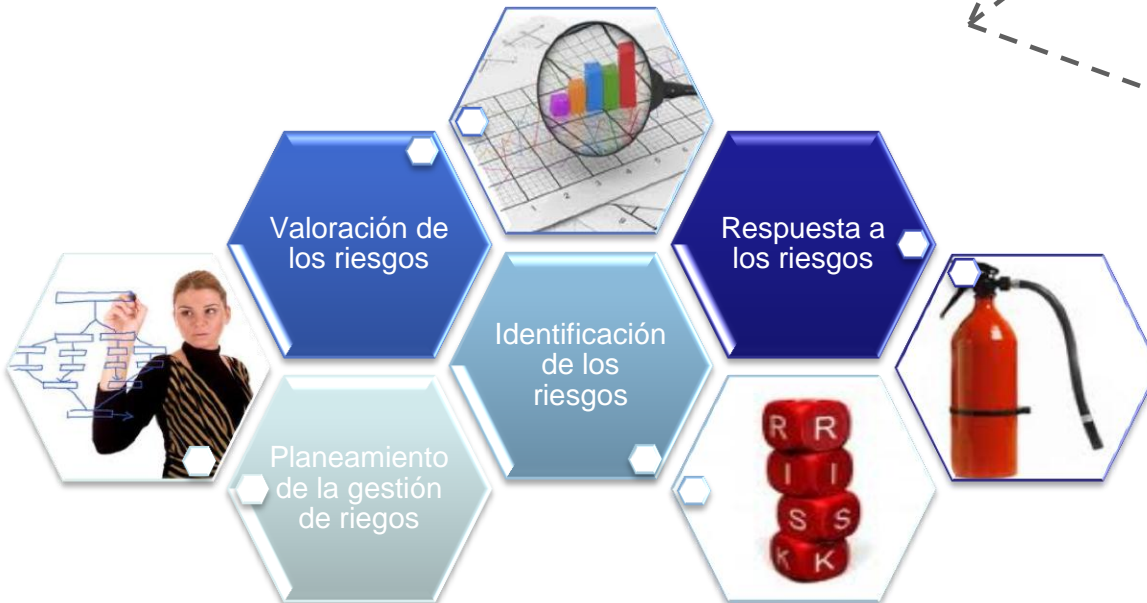 Valoración de
los riesgos
Respuesta a
los riesgos
Identificación
de los
riesgos
Planeamiento
de la gestión
de riegos
R R
I I
S S
K K